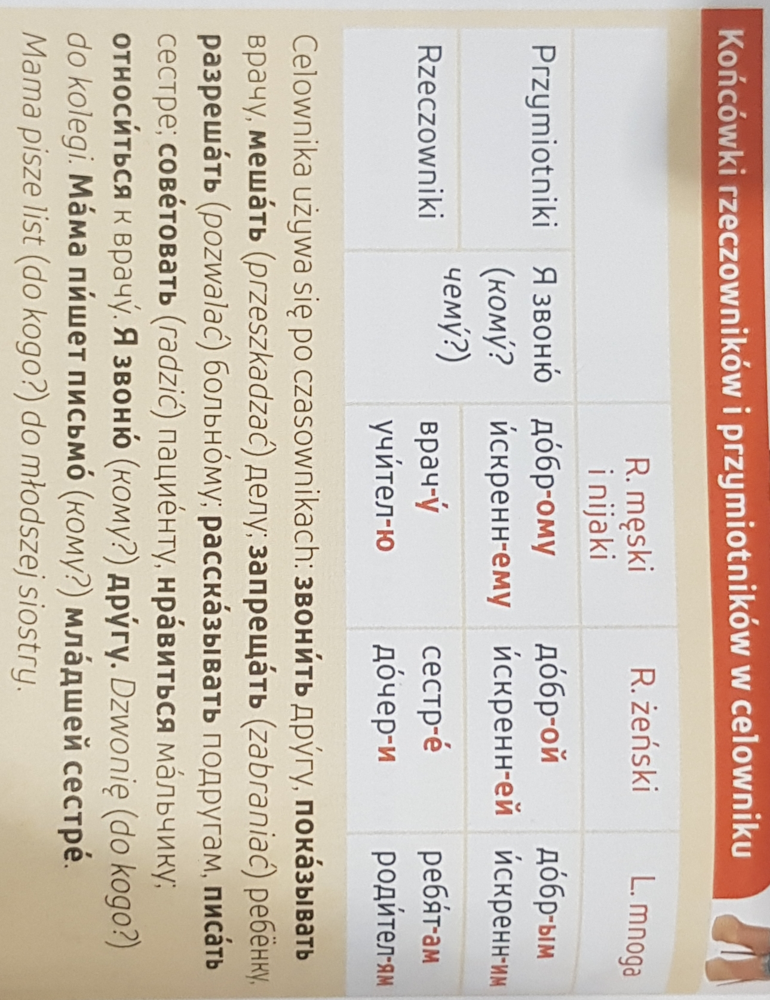 Końcówki rzeczowników i przymiotników w celowniku
R. męski
i nijaki
R. żeński
L. mnoga
Przymiotniki
Я звоню́
(кому́?
чему́?)
до́бр-ому
и́скренн-ему
до́бр-ой
и́скренн-ей
до́бр-ым
и́скренн-им
Rzeczowniki
врач-у́
учи́тел-ю
сестр-е́
до́чер-и
ребя́т-ам
роди́тел-ям
Celownika używa się po czasownikach: звони́ть дру́гу, пока́зывать
врачу, меша́ть (przeszkadzać) делу; запреща́ть (zabraniać) ребёнку,
разреша́ть (pozwalać) больно́му; расска́зывать подругам, писа́ть
сестре; сове́товать (radzić) пацие́нту, нра́виться ма́льчику;
относи́ться к врачу́. Я звоню́ (кому?) дру́гу. Dzwonię (do kogo?)
do kolegi. Ма́ма пи́шет письмо́ (кому?) мла́дшей сестре́.
Mama pisze list (do kogo?) do młodszej siostry.